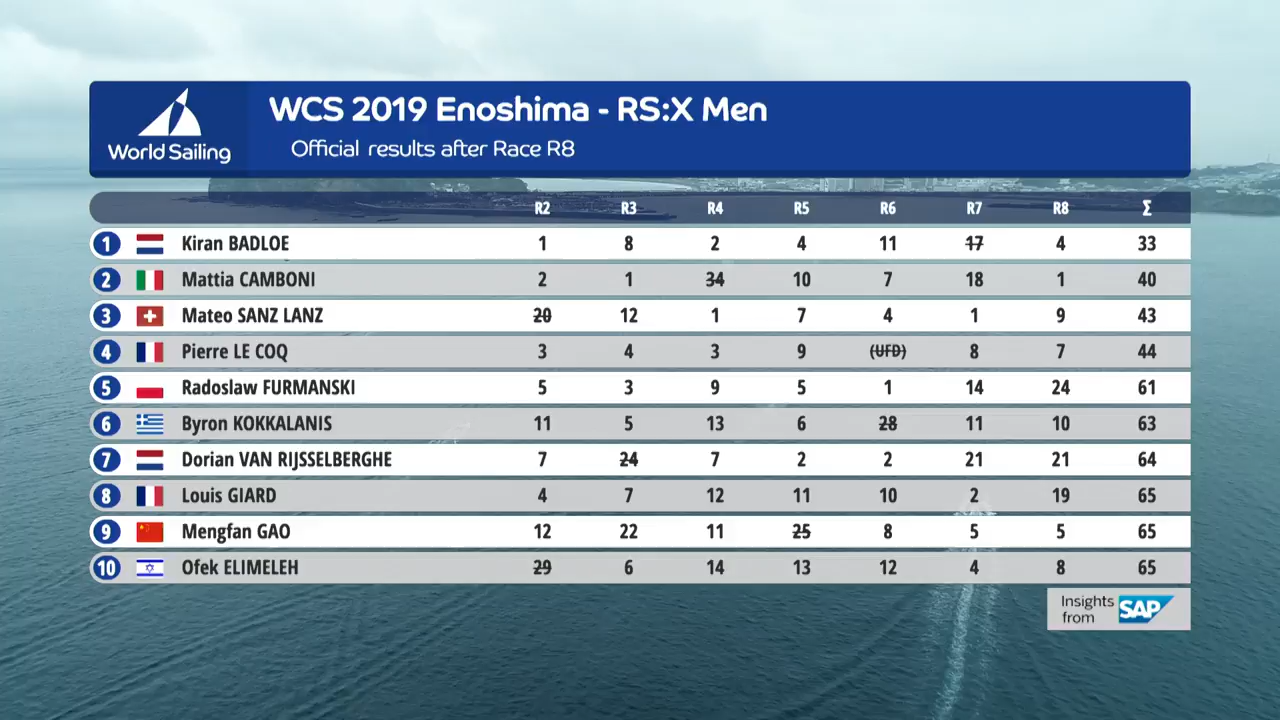 WCS 2019 Enoshima - RS:X Men
World Sailing
Official results after Race R8
R2 R3 R4 R5 R6 R7 R8 Σ
1 Kiran BADLOE 1 8 2 4 11 17 4 33
2 Mattia CAMBONI 2 1 34 10 7 18 1 40
3 Mateo SANZ LANZ 20 12 1 7 4 1 9 43
4 Pierre LE COQ 3 4 3 9 (UFD) 8 7 44
5 Radoslaw FURMANSKI 5 3 9 5 1 14 24 61
6 Byron KOKKALANIS 11 5 13 6 28 11 10 63
7 Dorian VAN RIJSSELBERGHE 7 24 7 2 2 21 21 64
8 Louis GIARD 4 7 12 11 10 2 19 65
9 Mengfan GAO 12 22 11 25 8 5 5 65
10 Ofek ELIMELEH 29 6 14 13 12 4 8 65
Insights
from SAP